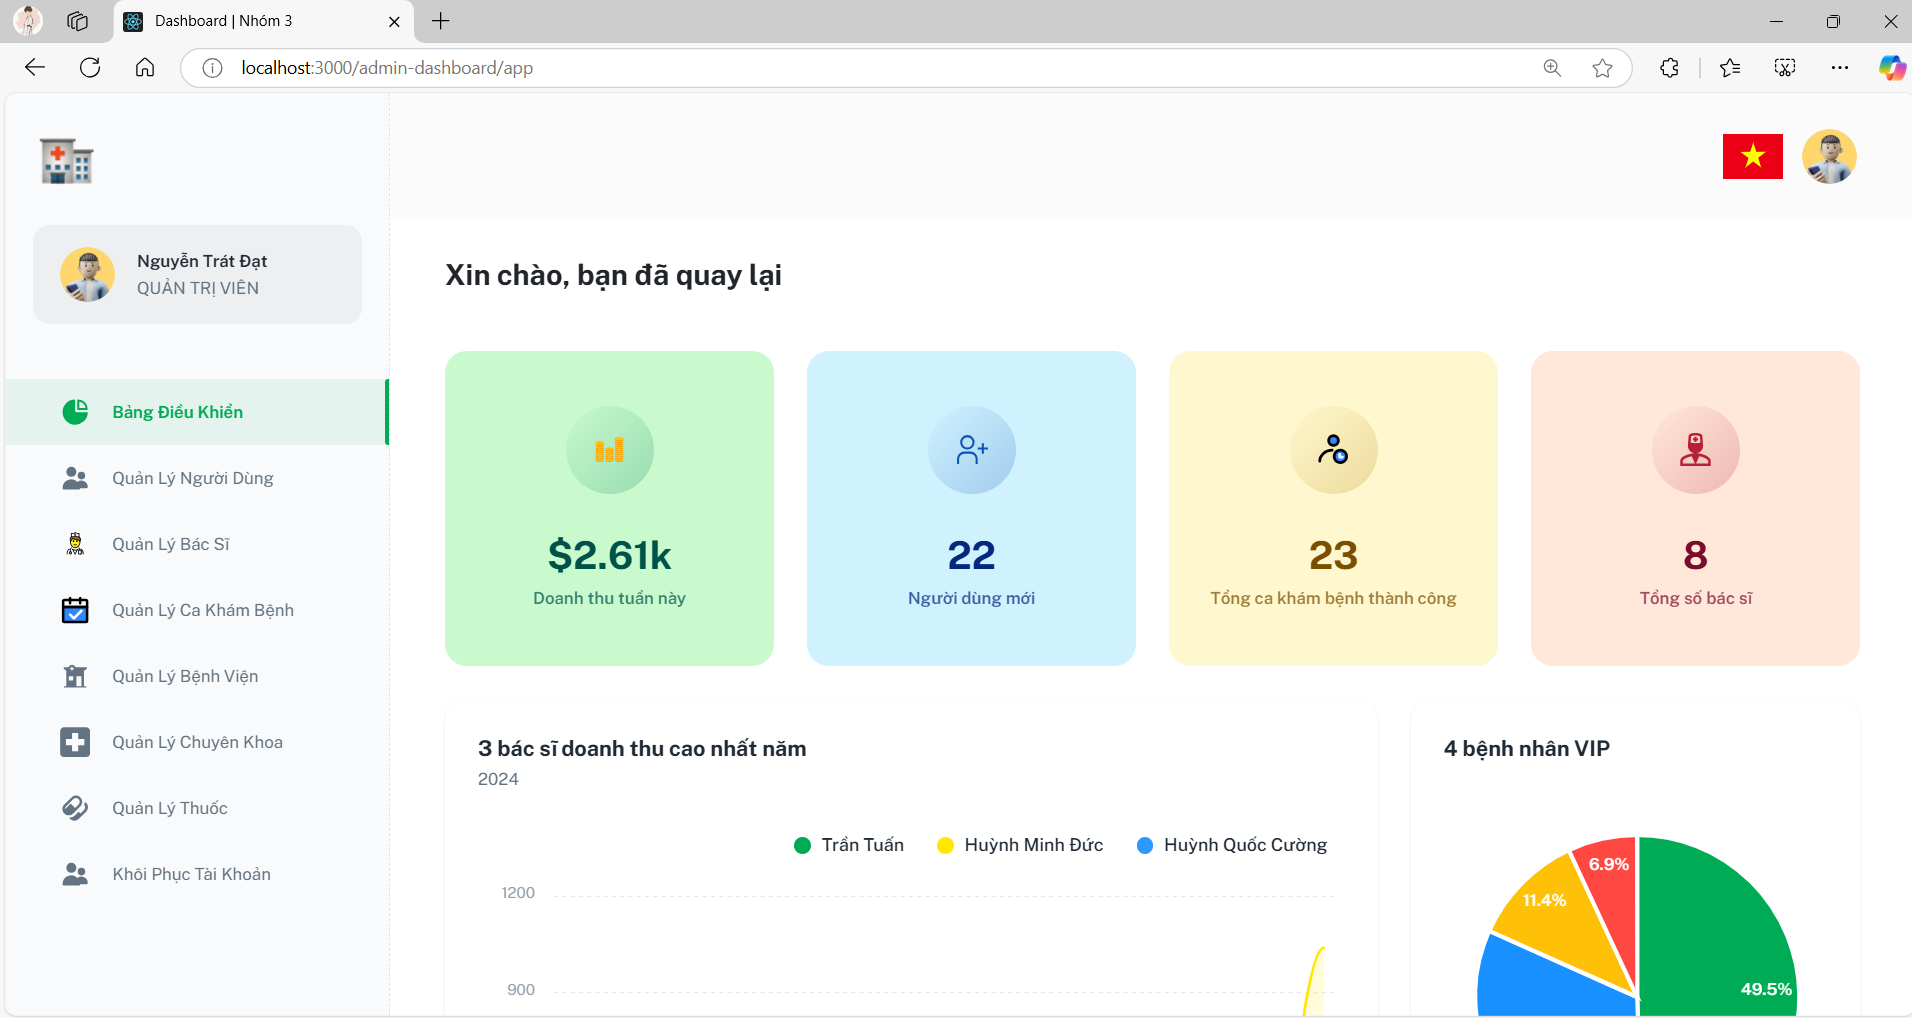 Dashboard | Nhóm 3
localhost:3000/admin-dashboard/app
Nguyễn Trát Đạt
QUẢN TRỊ VIÊN
Bảng Điều Khiển
Quản Lý Người Dùng
Quản Lý Bác Sĩ
Quản Lý Ca Khám Bệnh
Quản Lý Bệnh Viện
Quản Lý Chuyên Khoa
Quản Lý Thuốc
Khôi Phục Tài Khoản
Xin chào, bạn đã quay lại
$2.61k
Doanh thu tuần này
22
Người dùng mới
23
Tổng ca khám bệnh thành công
8
Tổng số bác sĩ
3 bác sĩ doanh thu cao nhất năm
2024
Trần Tuấn
Huỳnh Minh Đức
Huỳnh Quốc Cường
1200
900
4 bệnh nhân VIP
6.9%
11.4%
49.5%